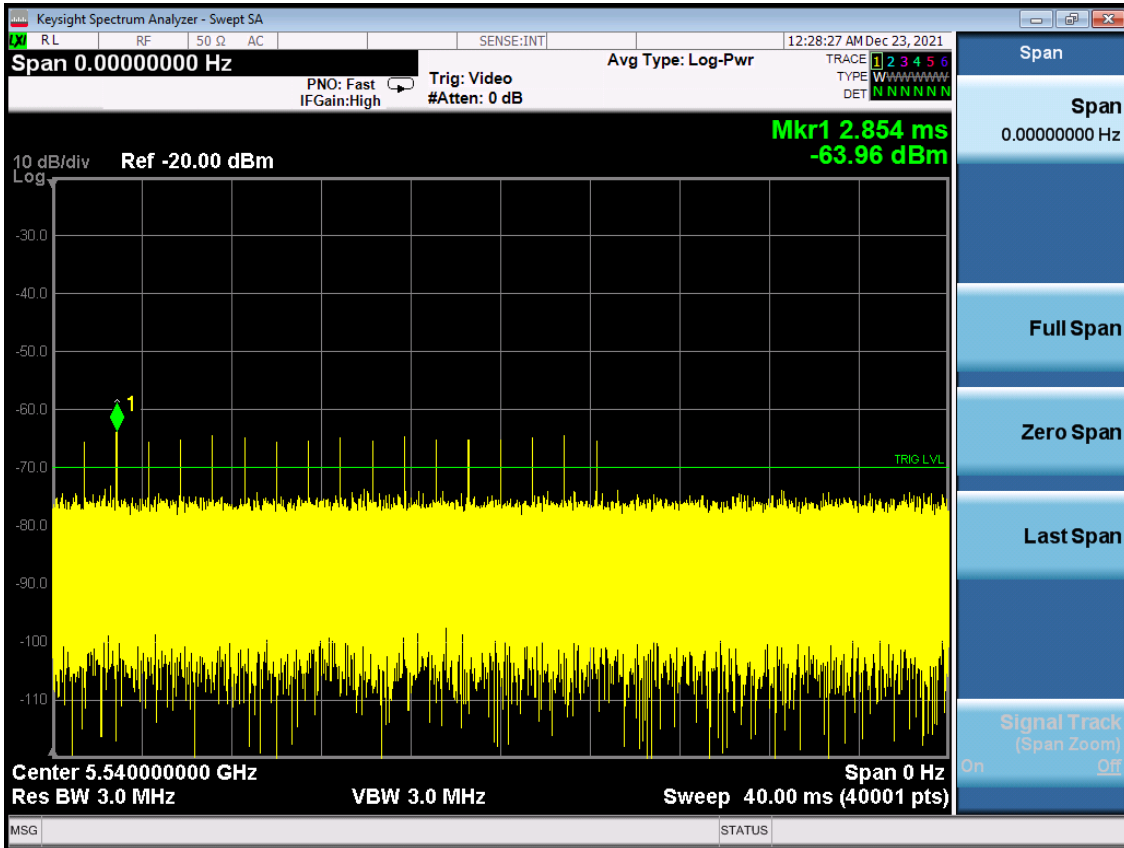 Keysight Spectrum Analyzer - Swept SA
LXI RL RF 50 Ω AC SENSE:INT 12:28:27 AM Dec 23, 2021
Span 0.00000000 Hz
PNO: Fast
IFGain:High
Trig: Video
#Atten: 0 dB
Avg Type: Log-Pwr
TRACE 1 2 3 4 5 6
TYPE WWWWWW
DET N N N N N N
Mkr1 2.854 ms
-63.96 dBm
10 dB/div Ref -20.00 dBm
Log
-30.0
-40.0
-50.0
-60.0
1
-70.0
TRIG LVL
-80.0
-90.0
-100
-110
Center 5.540000000 GHz Span 0 Hz
Res BW 3.0 MHz VBW 3.0 MHz Sweep 40.00 ms (40001 pts)
MSG STATUS
Span
Span
0.00000000 Hz
Full Span
Zero Span
Last Span
Signal Track
(Span Zoom)
On Off